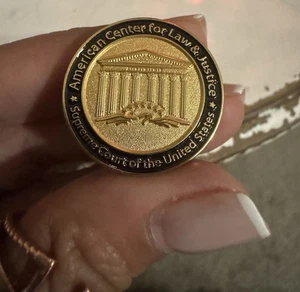 American Center for Law & Justice
Supreme Court of the United States